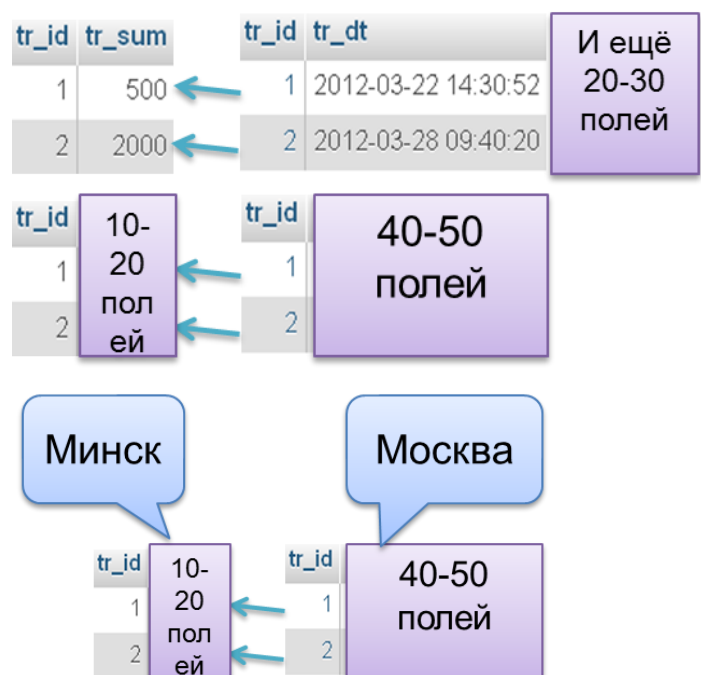 tr_id tr_sum
1 500
2 2000
tr_id tr_dt
1 2012-03-22 14:30:52
2 2012-03-28 09:40:20
И ещё
20-30
полей
tr_id
1
2
10-
20
пол
ей
tr_id
1
2
40-50
полей
Минск
Москва
tr_id
1
2
10-
20
пол
ей
tr_id
1
2
40-50
полей